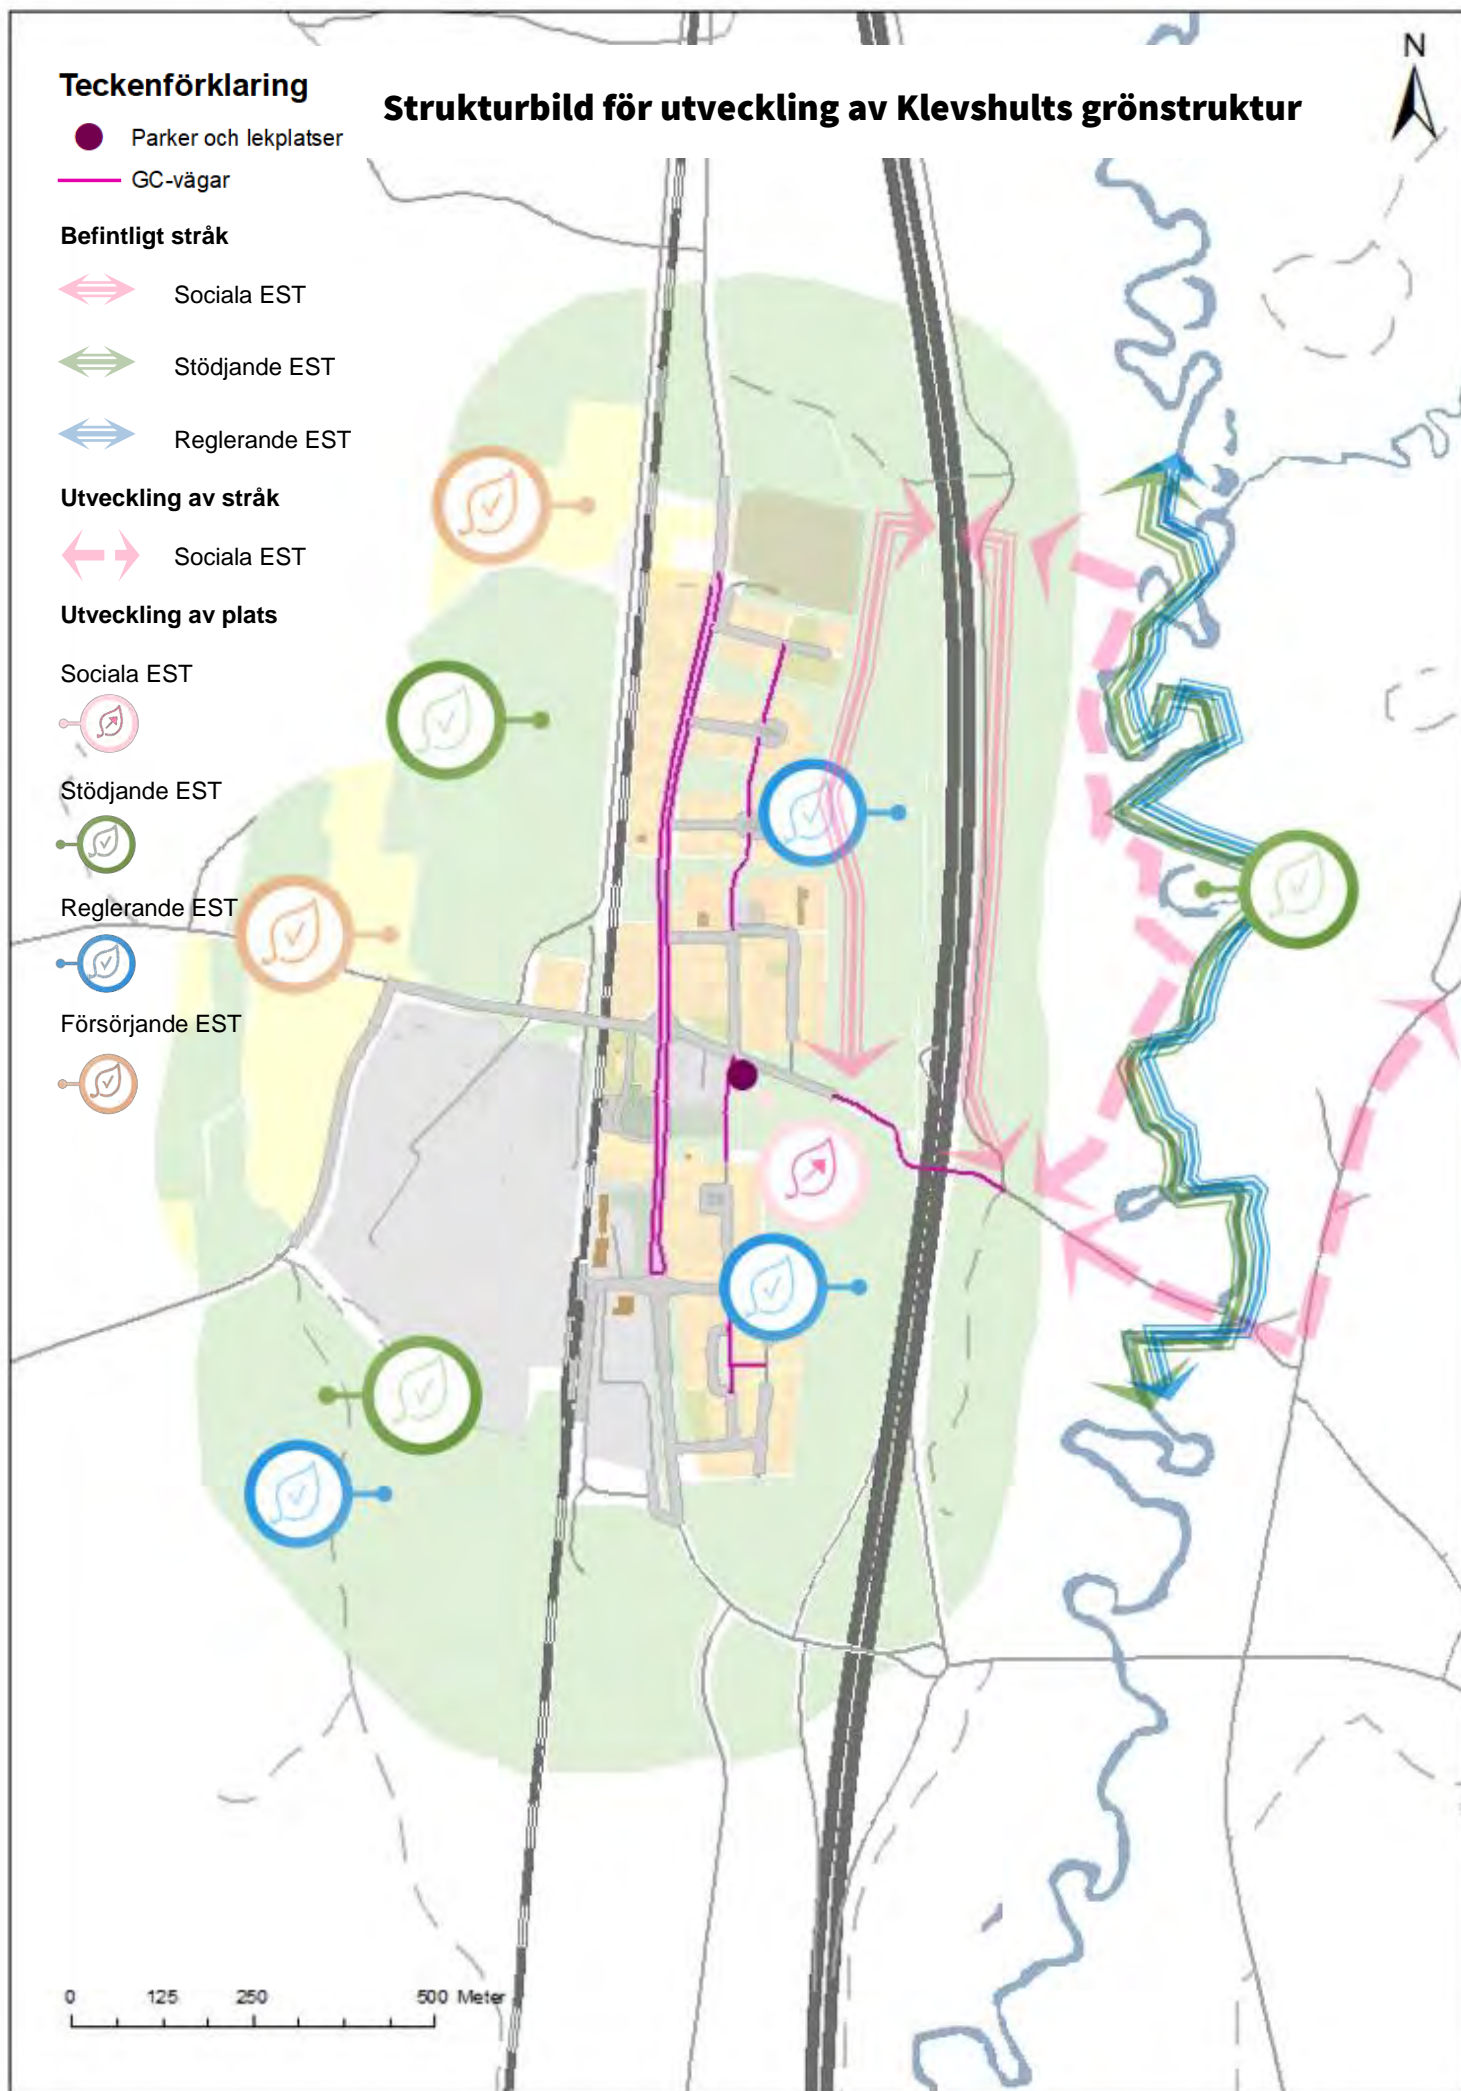 Teckenförklaring
Strukturbild för utveckling av Klevshults grönstruktur
N
Parker och lekplatser
GC-vägar
Befintligt stråk
Sociala EST
Stödjande EST
Reglerande EST
Utveckling av stråk
Sociala EST
Utveckling av plats
Sociala EST
Stödjande EST
Reglerande EST
Försörjande EST
0 125 250 500 Meter